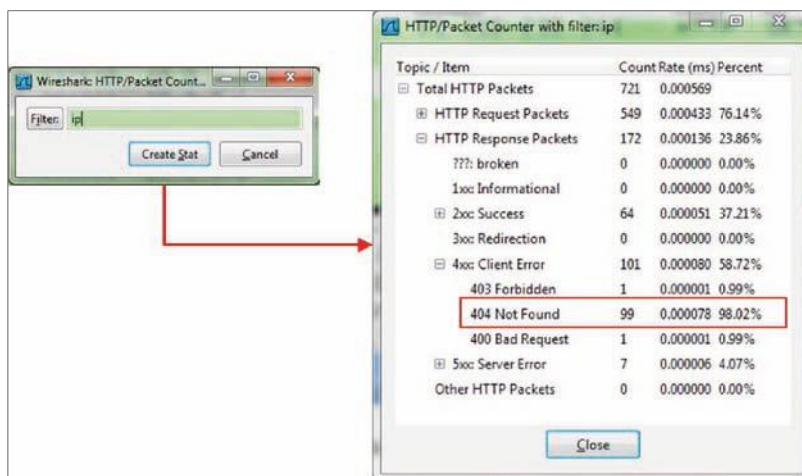 Wireshark: HTTP/Packet Count...
Filter: ip
Create Stat Cancel
HTTP/Packet Counter with filter: ip
Topic / Item Count Rate (ms) Percent
Total HTTP Packets 721 0.000569
HTTP Request Packets 549 0.000433 76.14%
HTTP Response Packets 172 0.000136 23.86%
???: broken 0 0.000000 0.00%
1xx: Informational 0 0.000000 0.00%
2xx: Success 64 0.000051 37.21%
3xx: Redirection 0 0.000000 0.00%
4xx: Client Error 101 0.000080 58.72%
403 Forbidden 1 0.000001 0.99%
404 Not Found 99 0.000078 98.02%
400 Bad Request 1 0.000001 0.99%
5xx: Server Error 7 0.000006 4.07%
Other HTTP Packets 0 0.000000 0.00%
Close